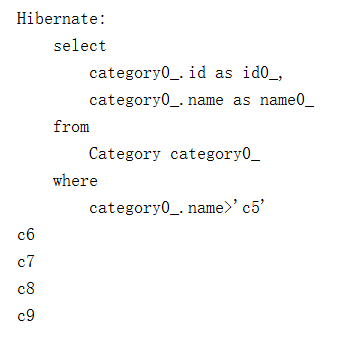 Hibernate:
    select
        category0_.id as id0_,
        category0_.name as name0_
    from
        Category category0_
    where
        category0_.name>'c5'
c6
c7
c8
c9